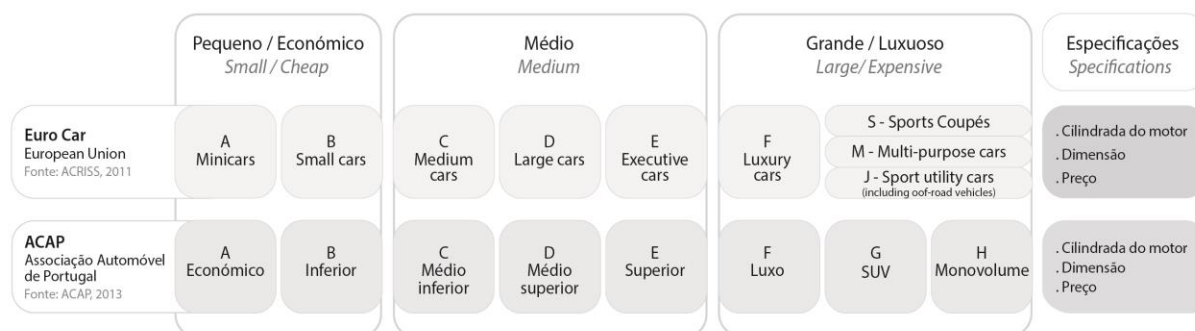 Pequeno / Económico
Small / Cheap
Médio
Medium
Grande / Luxuoso
Large/ Expensive
Especificações
Specifications
Euro Car
European Union
Fonte: ACRISS, 2011
A
Minicars
B
Small cars
C
Medium
cars
D
Large cars
E
Executive
cars
F
Luxury
cars
S - Sports Coupés
M - Multi-purpose cars
J - Sport utility cars
(including oof-road vehicles)
. Cilindrada do motor
. Dimensão
. Preço
ACAP
Associação Automóvel
de Portugal
Fonte: ACAP, 2013
A
Económico
B
Inferior
C
Médio
inferior
D
Médio
superior
E
Superior
F
Luxo
G
SUV
H
Monovolume
. Cilindrada do motor
. Dimensão
. Preço